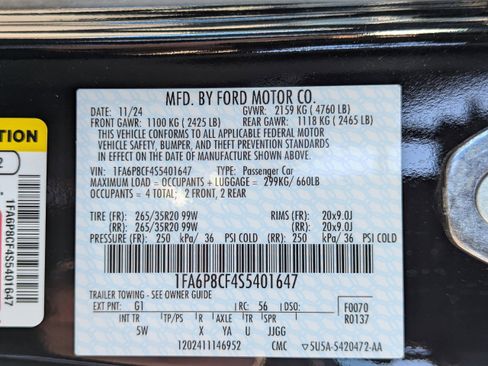 MFD. BY FORD MOTOR CO.
DATE: 11/24 GVWR: 2159 KG ( 4760 LB)
FRONT GAWR: 1100 KG ( 2425 LB) REAR GAWR: 1118 KG ( 2465 LB)
THIS VEHICLE CONFORMS TO ALL APPLICABLE FEDERAL MOTOR
VEHICLE SAFETY, BUMPER, AND THEFT PREVENTION STANDARDS
IN EFFECT ON THE DATE OF MANUFACTURE SHOWN ABOVE.
VIN: 1FA6P8CF4S5401647 TYPE: Passenger Car
MAXIMUM LOAD = OCCUPANTS + LUGGAGE = 299KG/ 660LB
OCCUPANTS = 4 TOTAL; 2 FRONT, 2 REAR
TIRE (FR): 265/35R20 99W RIMS (FR): 20x9.0J
(RR): 265/35R20 99W (RR): 20x9.0J
PRESSURE (FR): 250 kPa/ 36 PSI COLD (RR): 250 kPa/ 36 PSI COLD
1FA6P8CF4S5401647
TRAILER TOWING - SEE OWNER GUIDE
EXT PNT: G1 RC: 56 DSO: F0070
R0137
INT TR TP/PS R AXLE TR SPR
5W X YA U JJGG
1202411146952 CMC 5U5A-5420472-AA
2
1FA6P8CF4S5401647